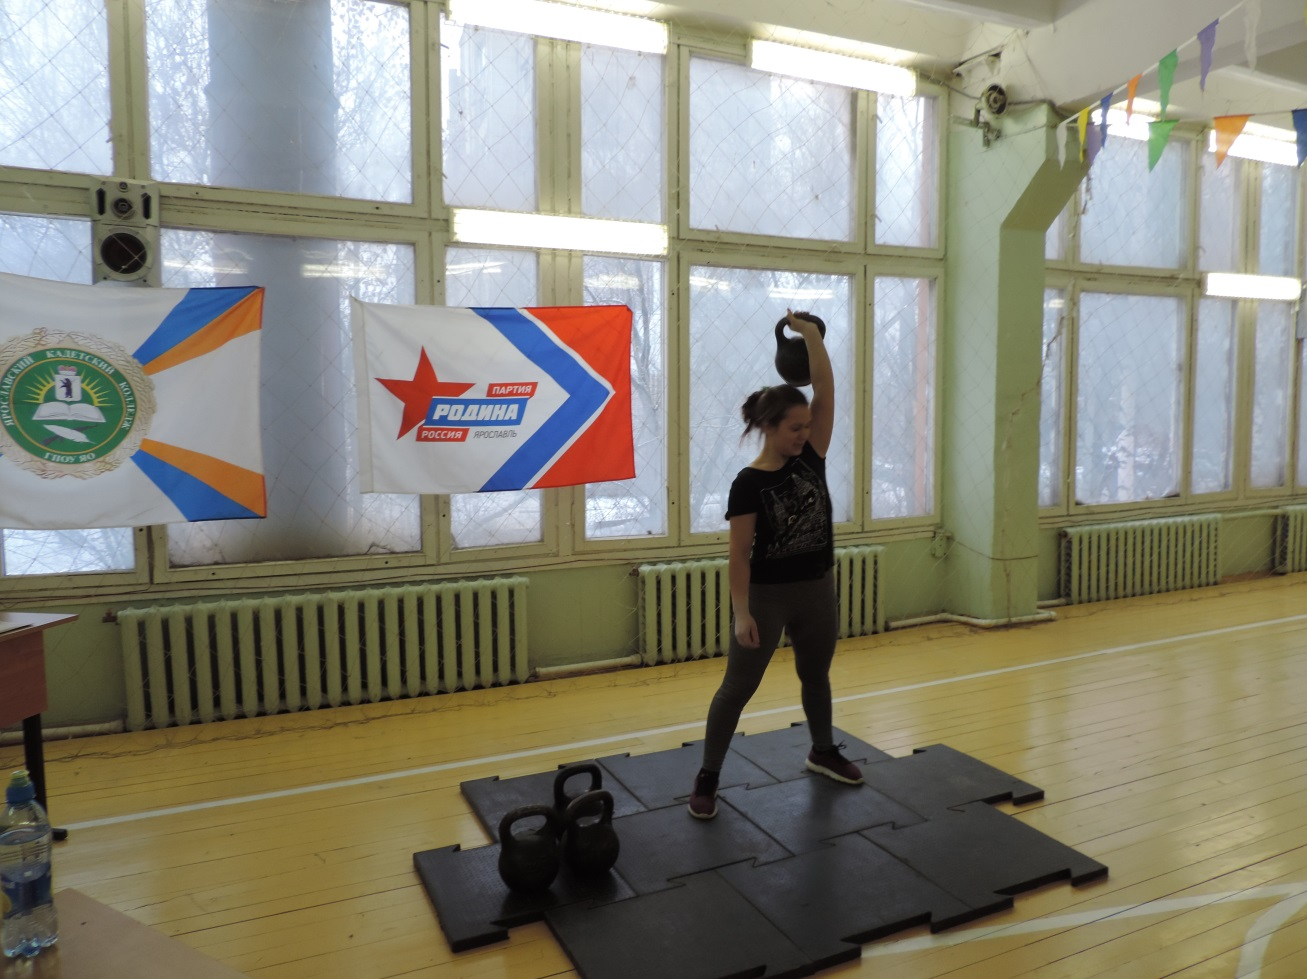 ЯРОСЛАВСКИЙ КАДЕТСКИЙ КОЛЛЕДЖ
ГПОУ ЯО
ПАРТИЯ
РОДИНА
РОССИЯ ЯРОСЛАВЛЬ